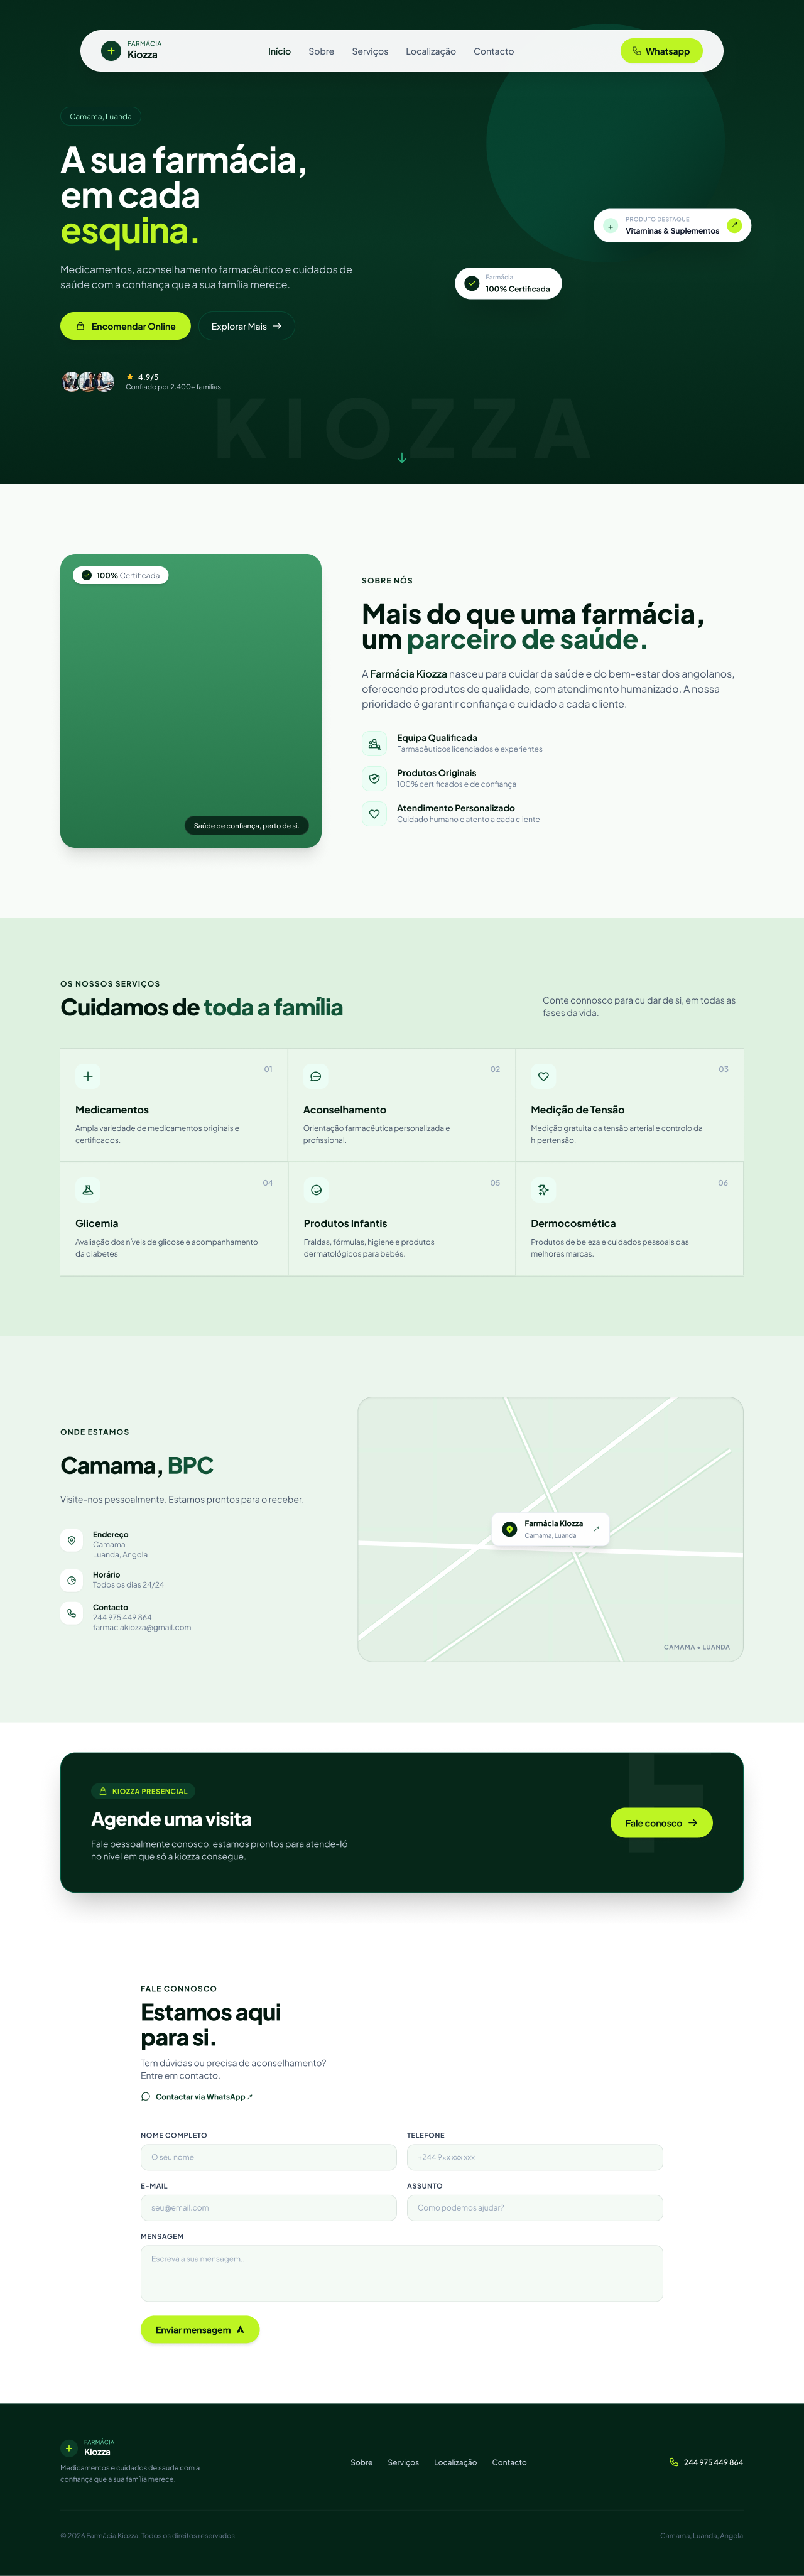 FARMÁCIA
Kiozza
Início
Sobre
Serviços
Localização
Contacto
Whatsapp
Camama, Luanda
A sua farmácia,
em cada
esquina.
Medicamentos, aconselhamento farmacêutico e cuidados de
saúde com a confiança que a sua família merece.
Encomendar Online
Explorar Mais
4.9/5
Confiado por 2.400+ famílias
PRODUTO DESTAQUE
Vitaminas & Suplementos
Farmácia
100% Certificada
KIOZZA
100% Certificada
Saúde de confiança, perto de si.
SOBRE NÓS
Mais do que uma farmácia,
um parceiro de saúde.
A Farmácia Kiozza nasceu para cuidar da saúde e do bem-estar dos angolanos,
oferecendo produtos de qualidade, com atendimento humanizado. A nossa
prioridade é garantir confiança e cuidado a cada cliente.
Equipa Qualificada
Farmacêuticos licenciados e experientes
Produtos Originais
100% certificados e de confiança
Atendimento Personalizado
Cuidado humano e atento a cada cliente
OS NOSSOS SERVIÇOS
Cuidamos de toda a família
Conte connosco para cuidar de si, em todas as
fases da vida.
01
Medicamentos
Ampla variedade de medicamentos originais e
certificados.
02
Aconselhamento
Orientação farmacêutica personalizada e
profissional.
03
Medição de Tensão
Medição gratuita da tensão arterial e controlo da
hipertensão.
04
Glicemia
Avaliação dos níveis de glicose e acompanhamento
da diabetes.
05
Produtos Infantis
Fraldas, fórmulas, higiene e produtos
dermatológicos para bebés.
06
Dermocosmética
Produtos de beleza e cuidados pessoais das
melhores marcas.
ONDE ESTAMOS
Camama, BPC
Visite-nos pessoalmente. Estamos prontos para o receber.
Endereço
Camama
Luanda, Angola
Horário
Todos os dias 24/24
Contacto
244 975 449 864
farmaciakiozza@gmail.com
Farmácia Kiozza
Camama, Luanda
CAMAMA • LUANDA
KIOZZA PRESENCIAL
Agende uma visita
Fale pessoalmente conosco, estamos prontos para atende-ló
no nível em que só a kiozza consegue.
Fale conosco
FALE CONNOSCO
Estamos aqui
para si.
Tem dúvidas ou precisa de aconselhamento?
Entre em contacto.
Contactar via WhatsApp
NOME COMPLETO
O seu nome
TELEFONE
+244 9xx xxx xxx
E-MAIL
seu@email.com
ASSUNTO
Como podemos ajudar?
MENSAGEM
Escreva a sua mensagem...
Enviar mensagem
FARMÁCIA
Kiozza
Medicamentos e cuidados de saúde com a
confiança que a sua família merece.
Sobre
Serviços
Localização
Contacto
244 975 449 864
© 2026 Farmácia Kiozza. Todos os direitos reservados.
Camama, Luanda, Angola